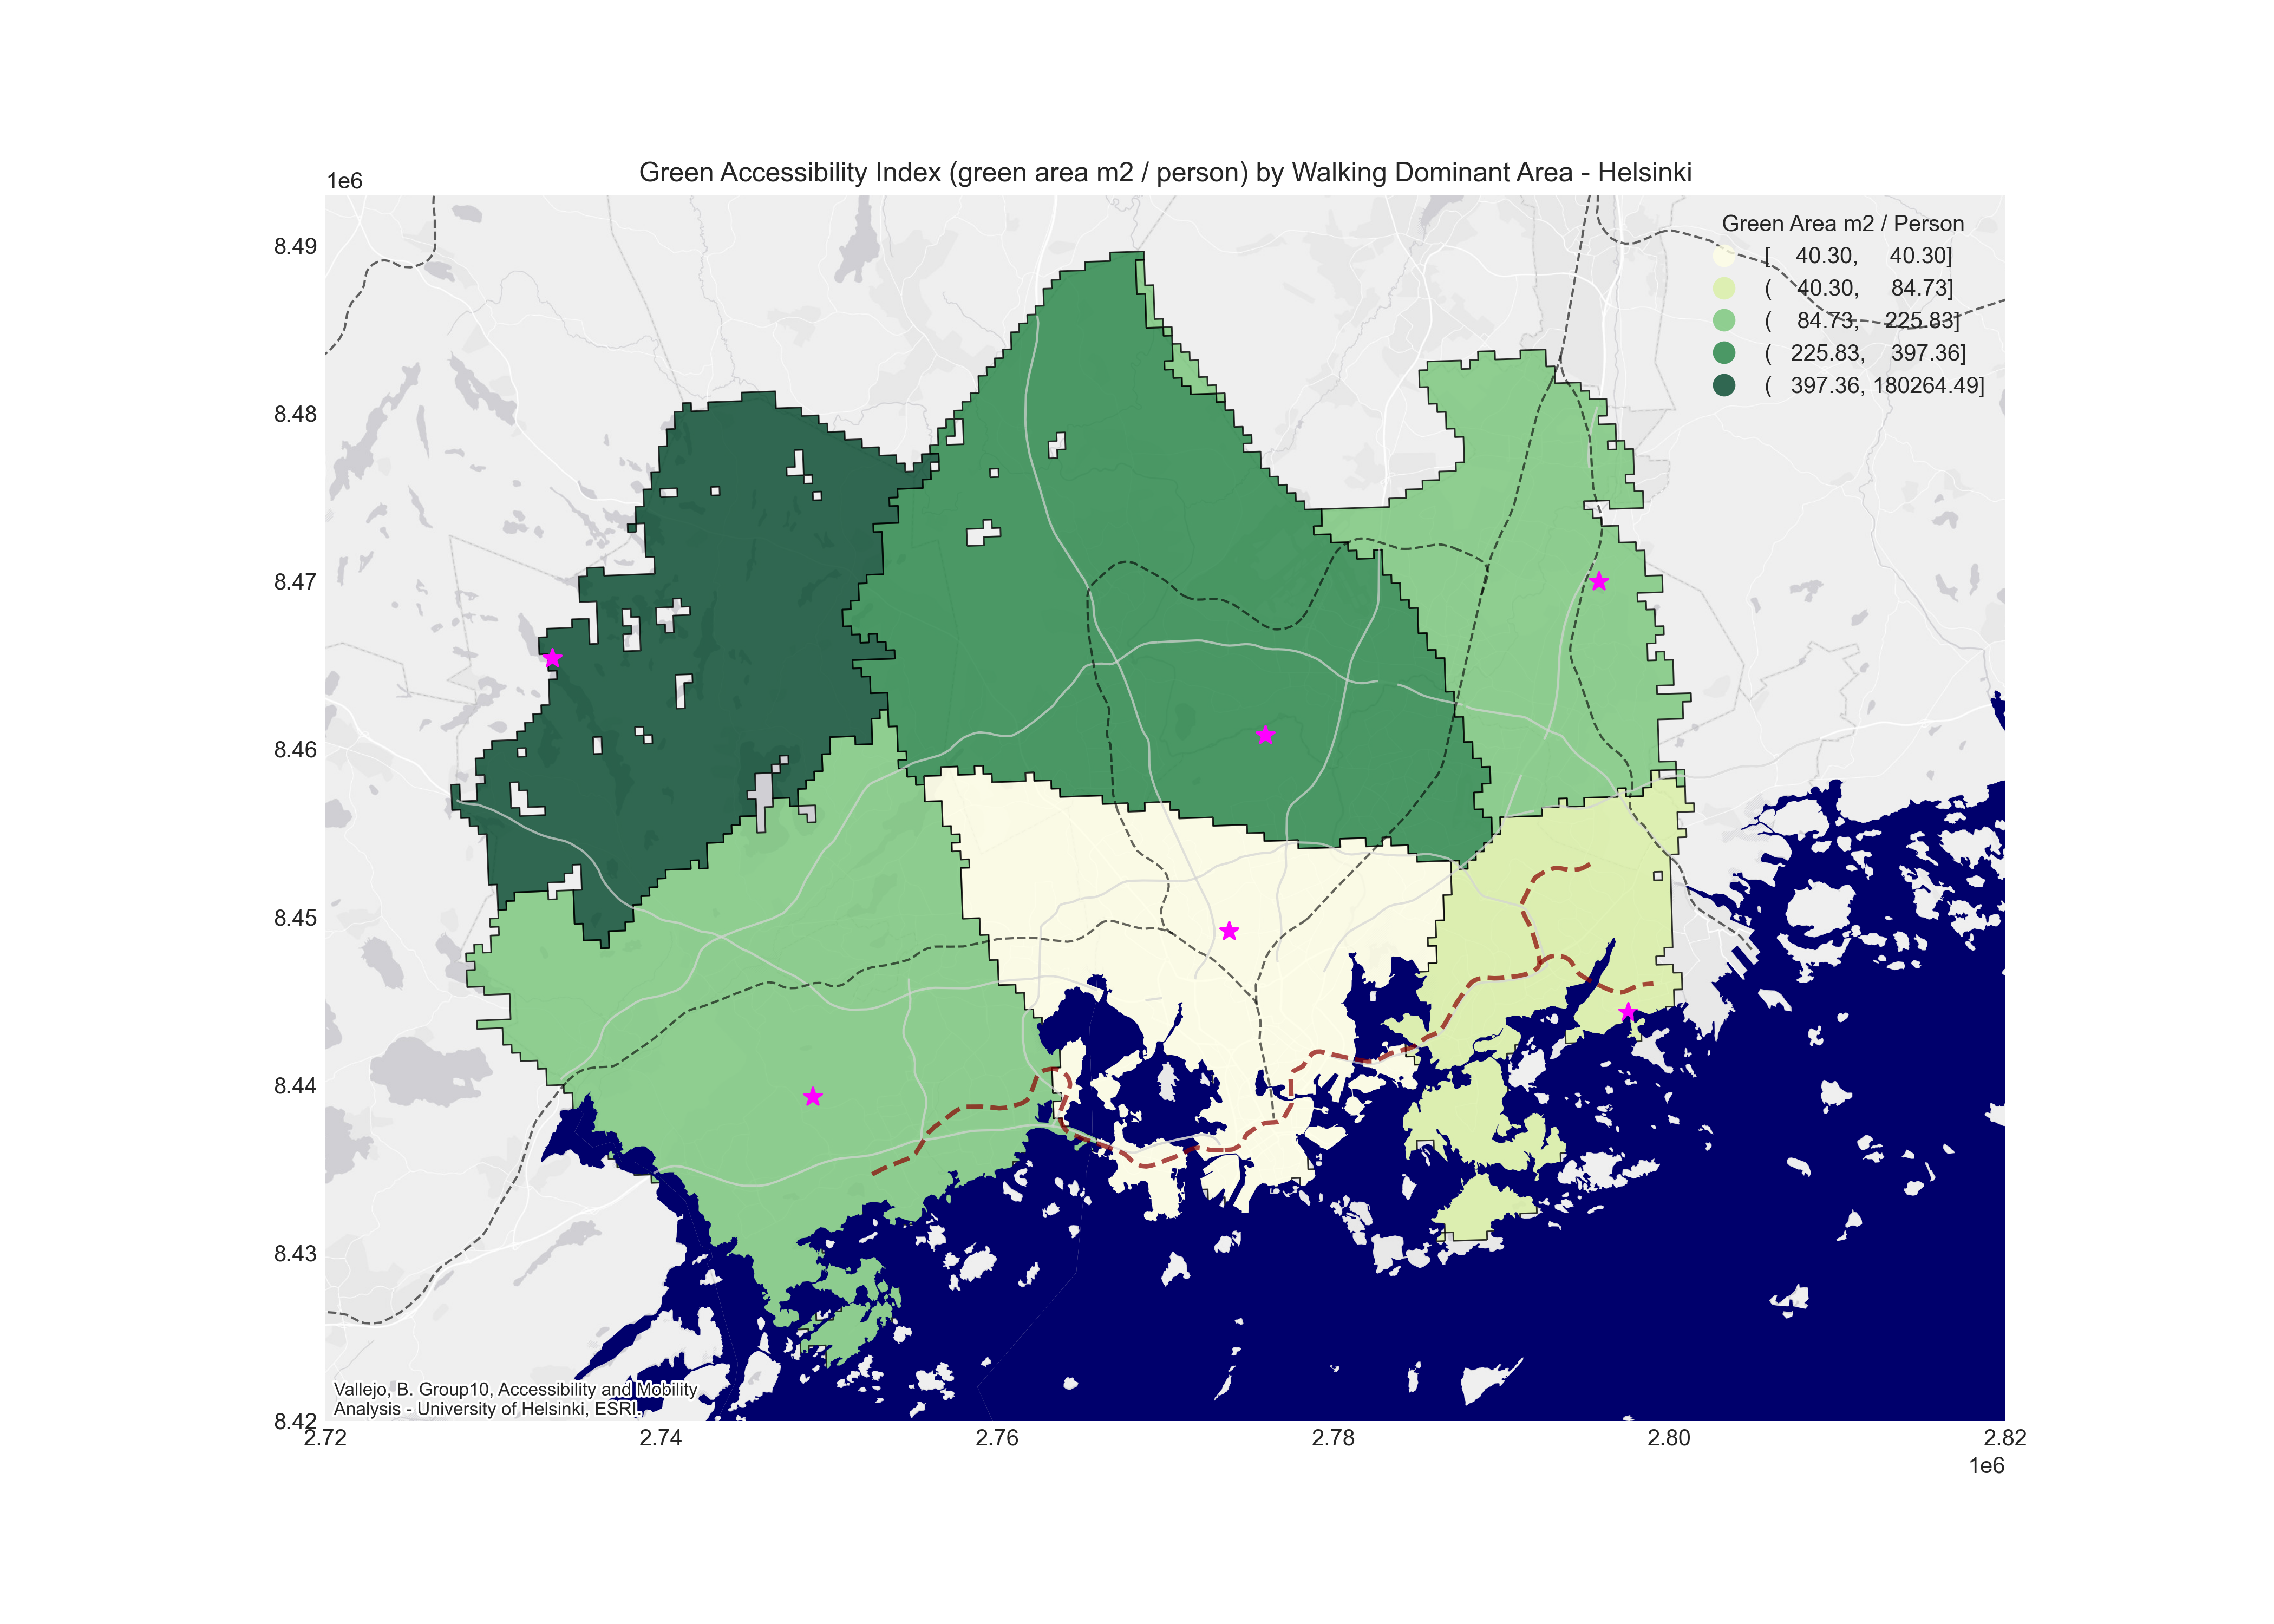 Green Accessibility Index (green area m2 / person) by Walking Dominant Area - Helsinki
1e6
Green Area m2 / Person
[ 40.30, 40.30]
( 40.30, 84.73]
( 84.73, 225.83]
( 225.83, 397.36]
( 397.36, 180264.49]
8.49
8.48
8.47
8.46
8.45
8.44
8.43
8.42
Vallejo, B. Group10, Accessibility and Mobility
Analysis - University of Helsinki, ESRI.
2.72 2.74 2.76 2.78 2.80 2.82
1e6